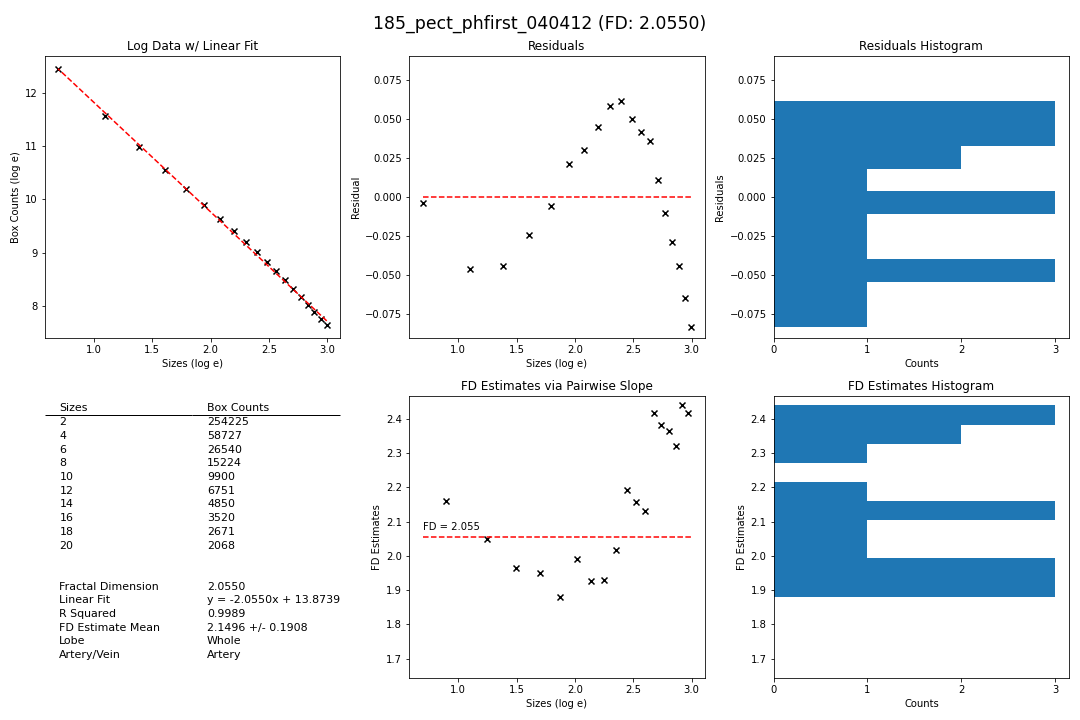 185_pect_phfirst_040412 (FD: 2.0550)
Log Data w/ Linear Fit
Box Counts (log e)
12
11
10
9
8
1.0 1.5 2.0 2.5 3.0
Sizes (log e)
Residuals
Residual
0.075
0.050
0.025
0.000
−0.025
−0.050
−0.075
1.0 1.5 2.0 2.5 3.0
Sizes (log e)
Residuals Histogram
Residuals
0.075
0.050
0.025
0.000
−0.025
−0.050
−0.075
0 1 2 3
Counts
Sizes Box Counts
2 254225
4 58727
6 26540
8 15224
10 9900
12 6751
14 4850
16 3520
18 2671
20 2068
Fractal Dimension 2.0550
Linear Fit y = -2.0550x + 13.8739
R Squared 0.9989
FD Estimate Mean 2.1496 +/- 0.1908
Lobe Whole
Artery/Vein Artery
FD Estimates via Pairwise Slope
FD Estimates
2.4
2.3
2.2
2.1
2.0
1.9
1.8
1.7
FD = 2.055
1.0 1.5 2.0 2.5 3.0
Sizes (log e)
FD Estimates Histogram
FD Estimates
2.4
2.3
2.2
2.1
2.0
1.9
1.8
1.7
0 1 2 3
Counts